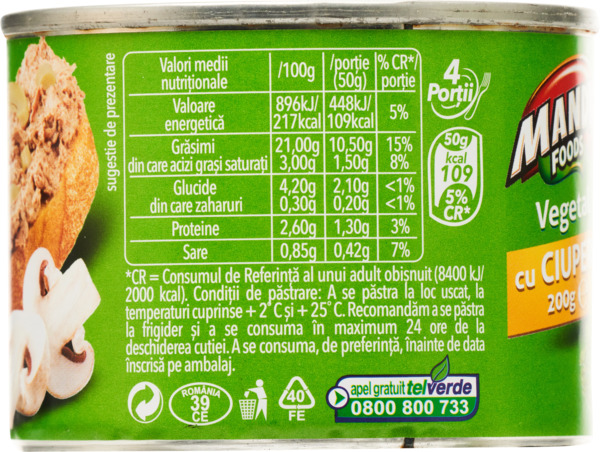 sugestie de prezentare
Valori medii nutriționale /100g /porție (50g) % CR*/ porție
Valoare energetică 896kJ/ 217kcal 448kJ/ 109kcal 5%
Grăsimi 21,00g 10,50g 15%
din care acizi grași saturați 3,00g 1,50g 8%
Glucide 4,20g 2,10g <1%
din care zaharuri 0,30g 0,20g <1%
Proteine 2,60g 1,30g 3%
Sare 0,85g 0,42g 7%
*CR = Consumul de Referință al unui adult obisnuit (8400 kJ/
2000 kcal). Condiții de păstrare: A se păstra la loc uscat, la
temperaturi cuprinse + 2°C și + 25°C. Recomandăm a se păstra
la frigider și a se consuma în maximum 24 ore de la
deschiderea cutiei. A se consuma, de preferință, înainte de data
înscrisă pe ambalaj.
4
Porții
50g
kcal
109
5%
CR*
FOODS
cu
200g
ROMÂNIA
39
CE
40
FE
apel gratuit telverde
0800 800 733